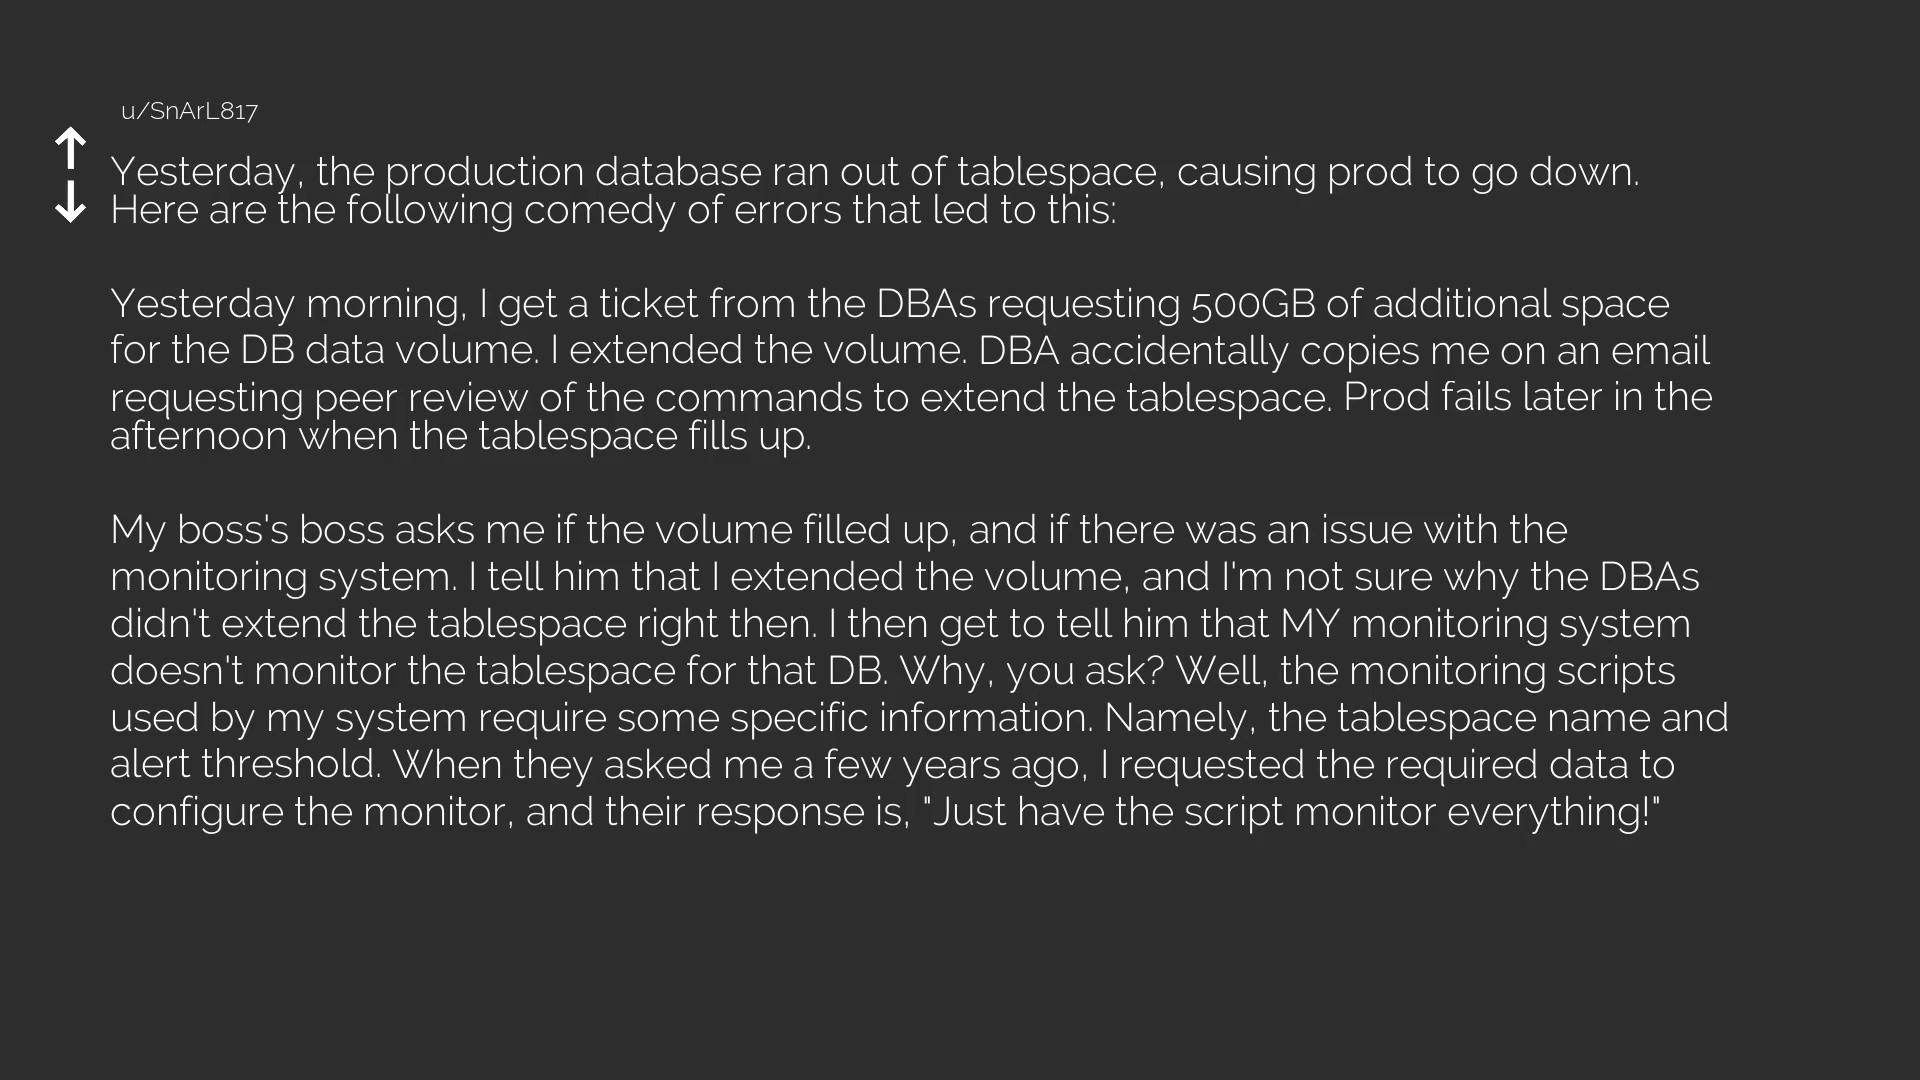 u/SnArL817
Yesterday, the production database ran out of tablespace, causing prod to go down.
Here are the following comedy of errors that led to this:
Yesterday morning, I get a ticket from the DBAs requesting 500GB of additional space
for the DB data volume. I extended the volume. DBA accidentally copies me on an email
requesting peer review of the commands to extend the tablespace. Prod fails later in the
afternoon when the tablespace fills up.
My boss's boss asks me if the volume filled up, and if there was an issue with the
monitoring system. I tell him that I extended the volume, and I'm not sure why the DBAs
didn't extend the tablespace right then. I then get to tell him that MY monitoring system
doesn't monitor the tablespace for that DB. Why, you ask? Well, the monitoring scripts
used by my system require some specific information. Namely, the tablespace name and
alert threshold. When they asked me a few years ago, I requested the required data to
configure the monitor, and their response is, "Just have the script monitor everything!"